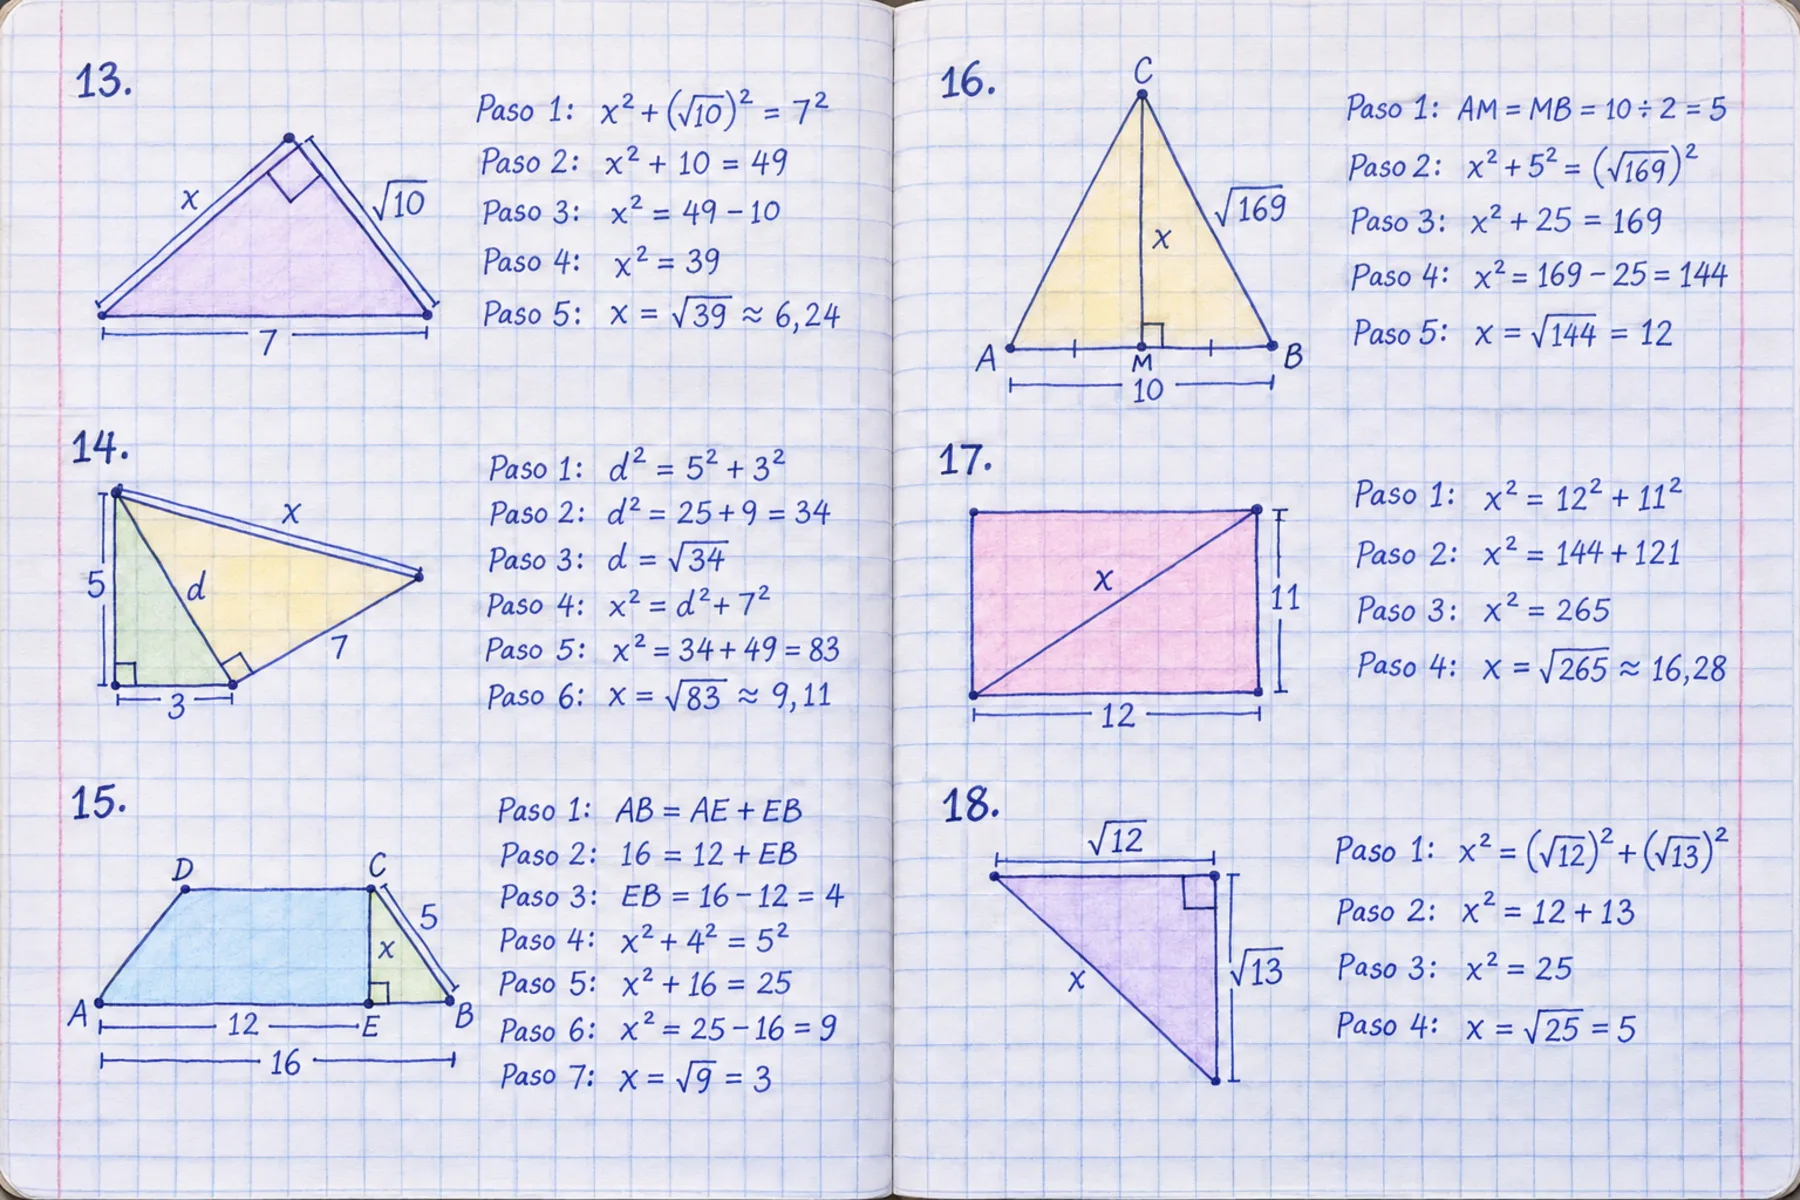 13.
x
√10
7
Paso 1: x² + (√10)² = 7²
Paso 2: x² + 10 = 49
Paso 3: x² = 49 − 10
Paso 4: x² = 39
Paso 5: x = √39 ≈ 6,24
14.
x
5
d
7
3
Paso 1: d² = 5² + 3²
Paso 2: d² = 25 + 9 = 34
Paso 3: d = √34
Paso 4: x² = d² + 7²
Paso 5: x² = 34 + 49 = 83
Paso 6: x = √83 ≈ 9,11
15.
D C
5
x
A 12 E B
16
Paso 1: AB = AE + EB
Paso 2: 16 = 12 + EB
Paso 3: EB = 16 − 12 = 4
Paso 4: x² + 4² = 5²
Paso 5: x² + 16 = 25
Paso 6: x² = 25 − 16 = 9
Paso 7: x = √9 = 3
16.
C
√169
x
A M B
10
Paso 1: AM = MB = 10 ÷ 2 = 5
Paso 2: x² + 5² = (√169)²
Paso 3: x² + 25 = 169
Paso 4: x² = 169 − 25 = 144
Paso 5: x = √144 = 12
17.
x
11
12
Paso 1: x² = 12² + 11²
Paso 2: x² = 144 + 121
Paso 3: x² = 265
Paso 4: x = √265 ≈ 16,28
18.
√12
√13
x
Paso 1: x² = (√12)² + (√13)²
Paso 2: x² = 12 + 13
Paso 3: x² = 25
Paso 4: x = √25 = 5